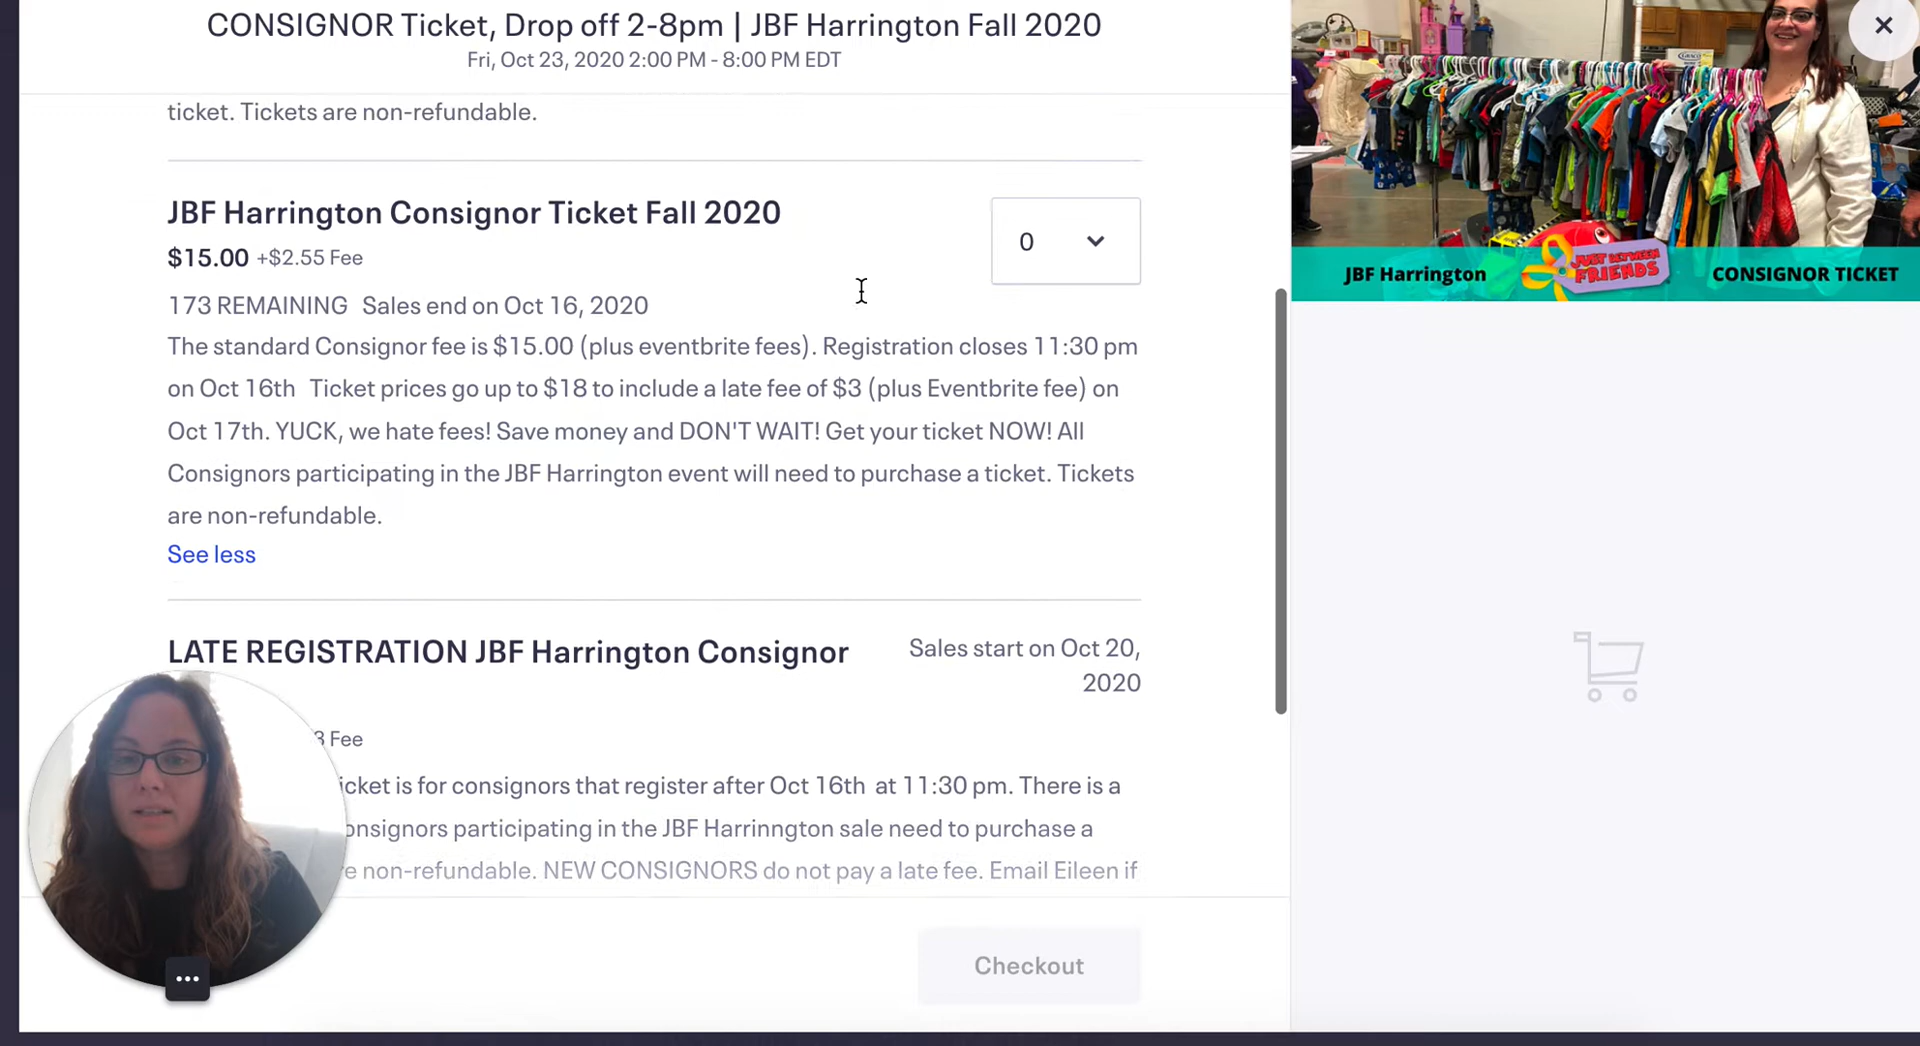 CONSIGNOR Ticket, Drop off 2-8pm | JBF Harrington Fall 2020
Fri, Oct 23, 2020 2:00 PM - 8:00 PM EDT
ticket. Tickets are non-refundable.
JBF Harrington Consignor Ticket Fall 2020
0
$15.00 +$2.55 Fee
173 REMAINING Sales end on Oct 16, 2020
The standard Consignor fee is $15.00 (plus eventbrite fees). Registration closes 11:30 pm
on Oct 16th Ticket prices go up to $18 to include a late fee of $3 (plus Eventbrite fee) on
Oct 17th. YUCK, we hate fees! Save money and DON'T WAIT! Get your ticket NOW! All
Consignors participating in the JBF Harrington event will need to purchase a ticket. Tickets
are non-refundable.
See less
LATE REGISTRATION JBF Harrington Consignor
Sales start on Oct 20,
2020
3 Fee
icket is for consignors that register after Oct 16th at 11:30 pm. There is a
onsignors participating in the JBF Harrinngton sale need to purchase a
e non-refundable. NEW CONSIGNORS do not pay a late fee. Email Eileen if
Checkout
JBF Harrington
JUST BETWEEN
FRIENDS
CONSIGNOR TICKET